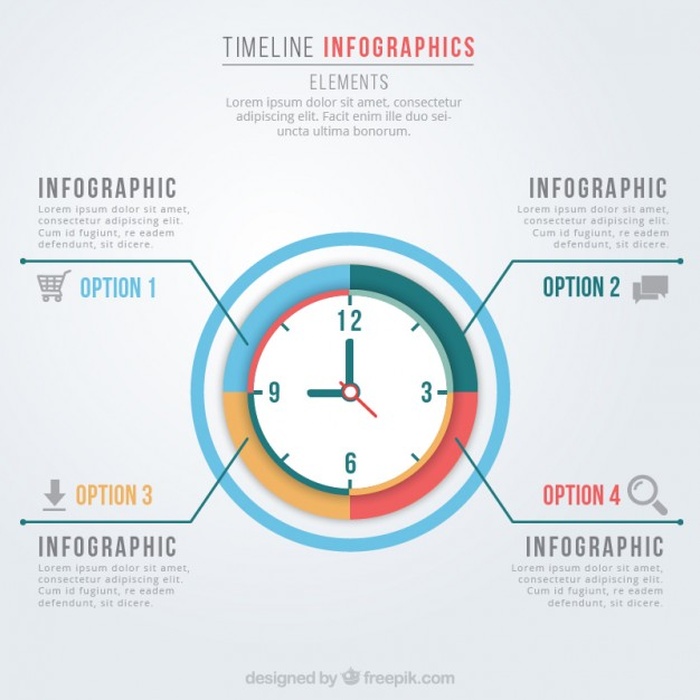 TIMELINE INFOGRAPHICS
ELEMENTS
Lorem ipsum dolor sit amet, consectetur
adipiscing elit. Facit enim ille duo sei-
uncta ultima bonorum.
INFOGRAPHIC
Lorem ipsum dolor sit amet,
consectetur adipiscing elit.
Cum id fugiunt, re eadem
defendunt, sit dicere.
OPTION 1
INFOGRAPHIC
Lorem ipsum dolor sit amet,
consectetur adipiscing elit.
Cum id fugiunt, re eadem
defendunt, sit dicere.
OPTION 2
12
9
3
6
OPTION 3
INFOGRAPHIC
Lorem ipsum dolor sit amet,
consectetur adipiscing elit.
Cum id fugiunt, re eadem
defendunt, sit dicere.
OPTION 4
INFOGRAPHIC
Lorem ipsum dolor sit amet,
consectetur adipiscing elit.
Cum id fugiunt, re eadem
defendunt, sit dicere.
designed by freepik.com